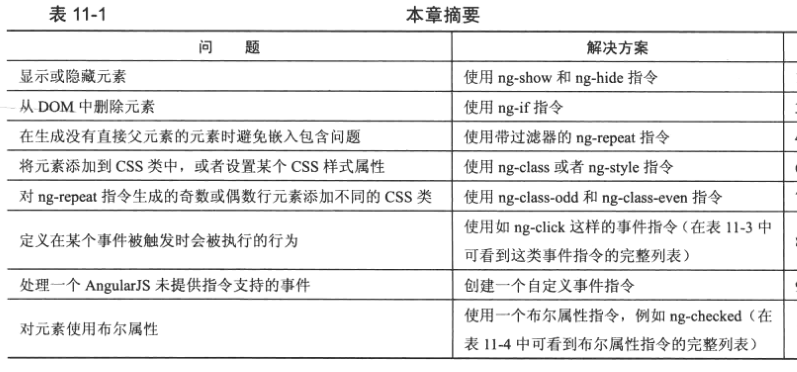 表 11-1 本章摘要
问 题 解决方案
显示或隐藏元素 使用 ng-show 和 ng-hide 指令
从 DOM 中删除元素 使用 ng-if 指令
在生成没有直接父元素的元素时避免嵌入包含问题 使用带过滤器的 ng-repeat 指令
将元素添加到 CSS 类中，或者设置某个 CSS 样式属性 使用 ng-class 或者 ng-style 指令
对 ng-repeat 指令生成的奇数或偶数行元素添加不同的 CSS 类 使用 ng-class-odd 和 ng-class-even 指令
定义在某个事件被触发时会被执行的行为 使用如 ng-click 这样的事件指令（在表 11-3 中
可看到这类事件指令的完整列表）
处理一个 AngularJS 未提供指令支持的事件 创建一个自定义事件指令
对元素使用布尔属性 使用一个布尔属性指令，例如 ng-checked（在
表 11-4 中可看到布尔属性指令的完整列表）